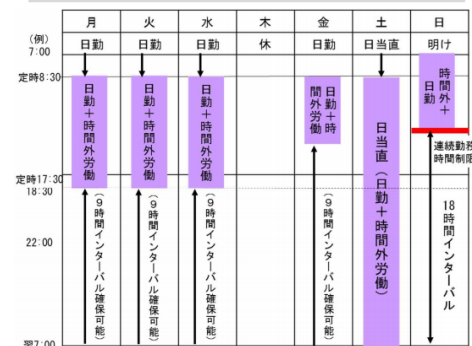 月 火 水 木 金 土 日
(例) 日勤 日勤 日勤 休 日勤 日当直 明け
7:00
定時8:30
日勤＋時間外労働
日勤＋時間外労働
日勤＋時間外労働
日勤＋時間外労働
日当直（日勤＋時間外労働）
時間外＋日勤
連続勤務
時間制限
定時17:30
18:30
22:00
（9時間インターバル確保可能）
（9時間インターバル確保可能）
（9時間インターバル確保可能）
（9時間インターバル確保可能）
18時間インターバル
翌7:00